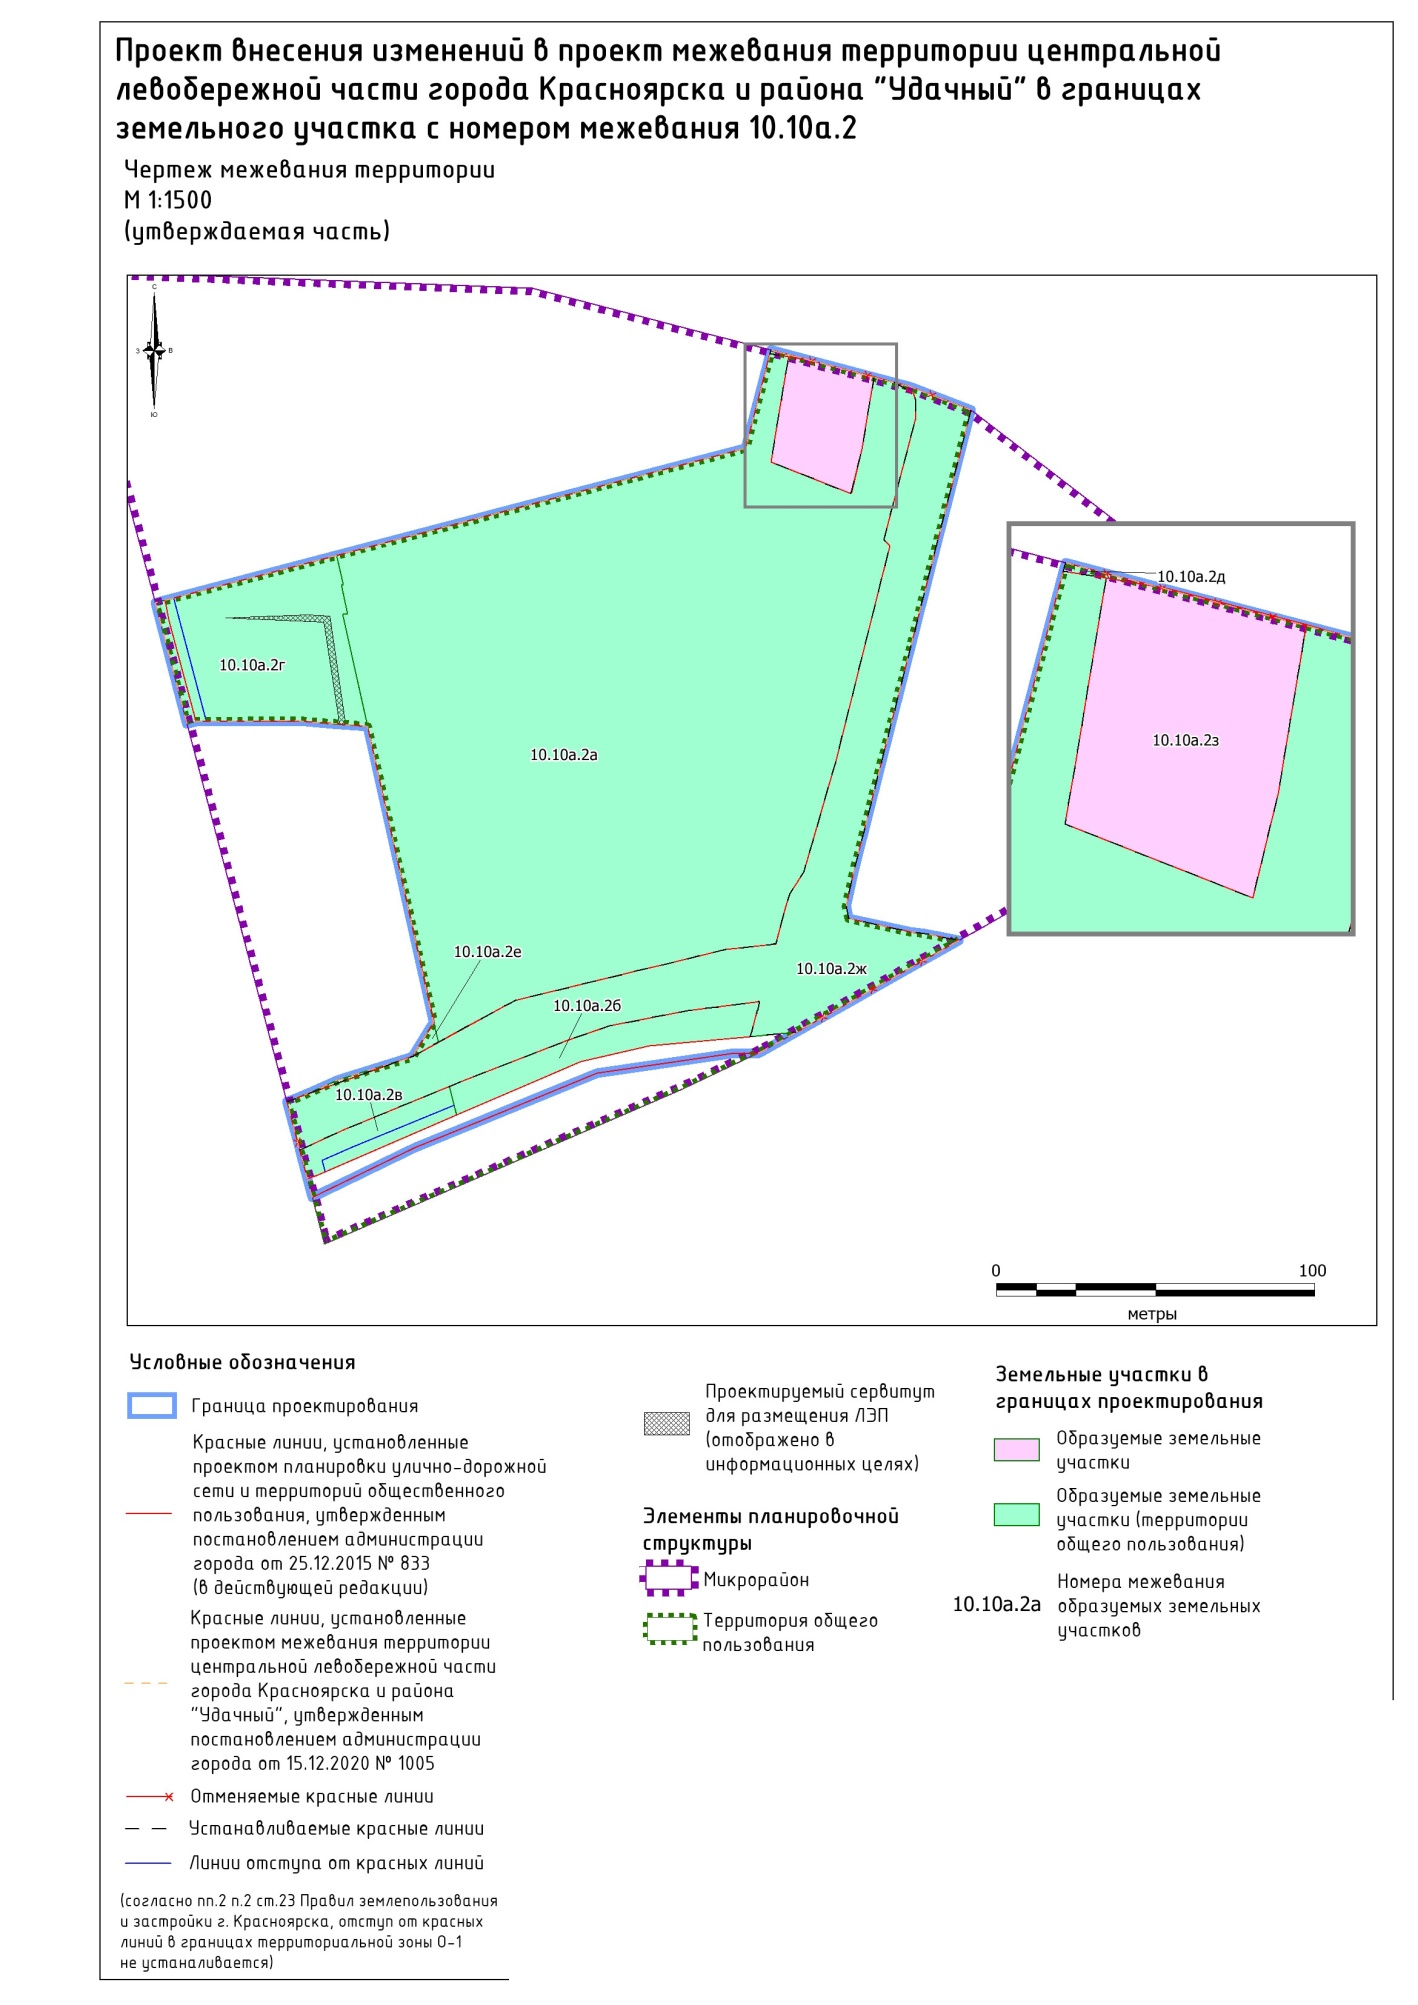 Проект внесения изменений в проект межевания территории центральной
левобережной части города Красноярска и района "Удачный" в границах
земельного участка с номером межевания 10.10а.2
Чертеж межевания территории
М 1:1500
(утверждаемая часть)
С
З
В
Ю
10.10а.2д
10.10а.2г
10.10а.2з
10.10а.2а
10.10а.2е
10.10а.2ж
10.10а.2б
10.10а.2в
0
100
метры
Условные обозначения
Граница проектирования
Красные линии, установленные
проектом планировки улично-дорожной
сети и территорий общественного
пользования, утвержденным
постановлением администрации
города от 25.12.2015 № 833
(в действующей редакции)
Красные линии, установленные
проектом межевания территории
центральной левобережной части
города Красноярска и района
"Удачный", утвержденным
постановлением администрации
города от 15.12.2020 № 1005
Отменяемые красные линии
Устанавливаемые красные линии
Линии отступа от красных линий
(согласно пп.2 п.2 ст.23 Правил землепользования
и застройки г. Красноярска, отступ от красных
линий в границах территориальной зоны О-1
не устаналивается)
Проектируемый сервитут
для размещения ЛЭП
(отображено в
информационных целях)
Элементы планировочной
структуры
Микрорайон
Территория общего
пользования
Земельные участки в
границах проектирования
Образуемые земельные
участки
Образуемые земельные
участки (территории
общего пользования)
10.10а.2а
Номера межевания
образуемых земельных
участков